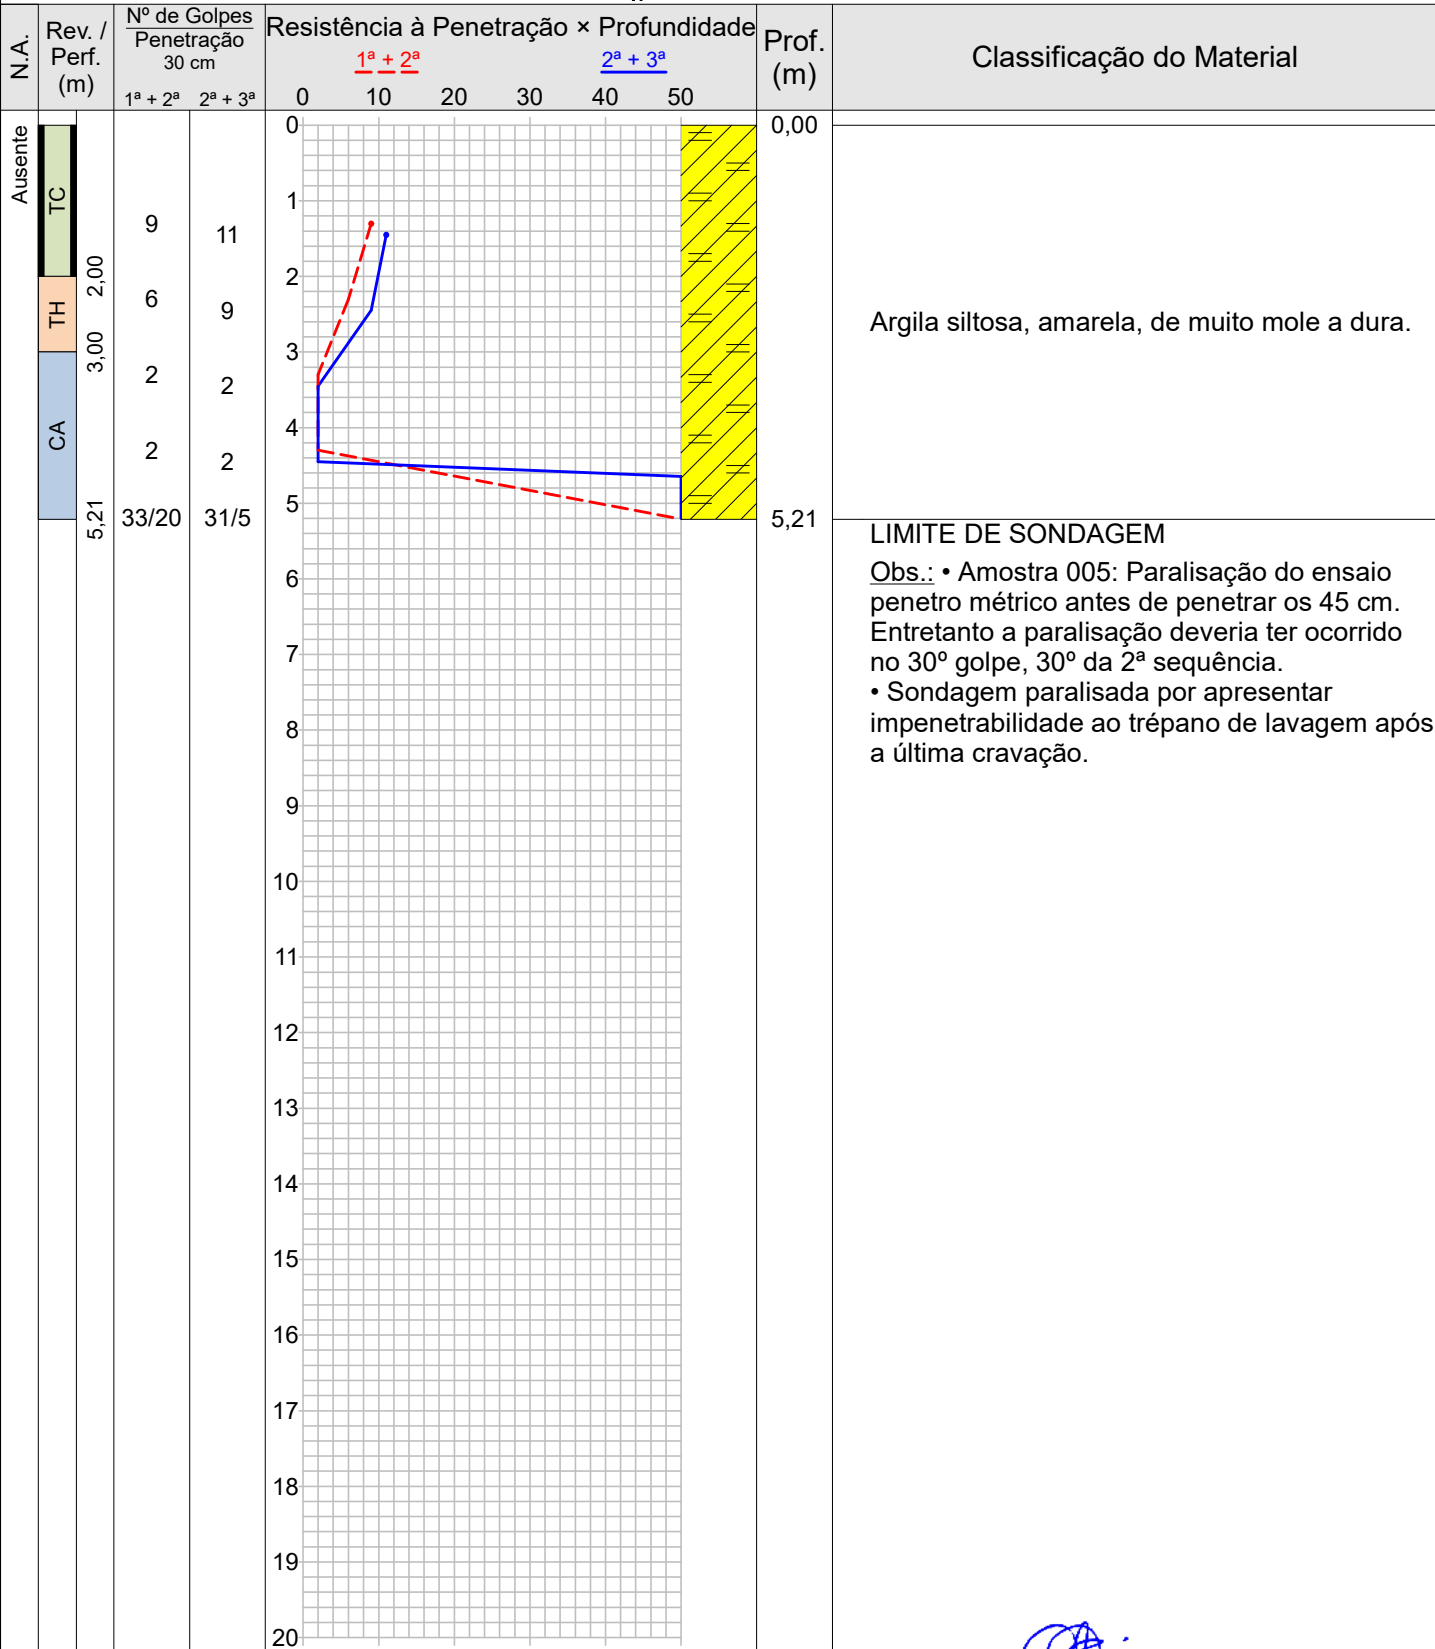 N.A.
Rev. /
Perf.
(m)
Nº de Golpes
Penetração
30 cm
1ª + 2ª 2ª + 3ª
Resistência à Penetração × Profundidade
1ª + 2ª 2ª + 3ª
0 10 20 30 40 50
Prof.
(m)
Classificação do Material
Ausente
TC
2,00
TH
3,00
CA
5,21
9 11
6 9
2 2
2 2
33/20 31/5
0
1
2
3
4
5
6
7
8
9
10
11
12
13
14
15
16
17
18
19
20
0,00
5,21
Argila siltosa, amarela, de muito mole a dura.
LIMITE DE SONDAGEM
Obs.: • Amostra 005: Paralisação do ensaio
penetro métrico antes de penetrar os 45 cm.
Entretanto a paralisação deveria ter ocorrido
no 30º golpe, 30º da 2ª sequência.
• Sondagem paralisada por apresentar
impenetrabilidade ao trépano de lavagem após
a última cravação.